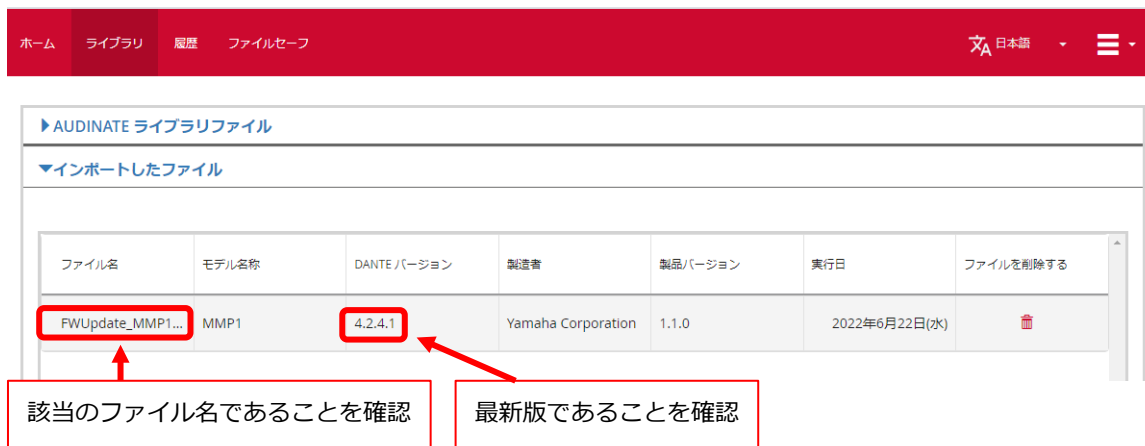 ホーム ライブラリ 履歴 ファイルセーフ 日本語
AUDINATE ライブラリファイル
インポートしたファイル
ファイル名 モデル名称 DANTE バージョン 製造者 製品バージョン 実行日 ファイルを削除する
FWUpdate_MMP1... MMP1 4.2.4.1 Yamaha Corporation 1.1.0 2022年6月22日(水)
該当のファイル名であることを確認 最新版であることを確認